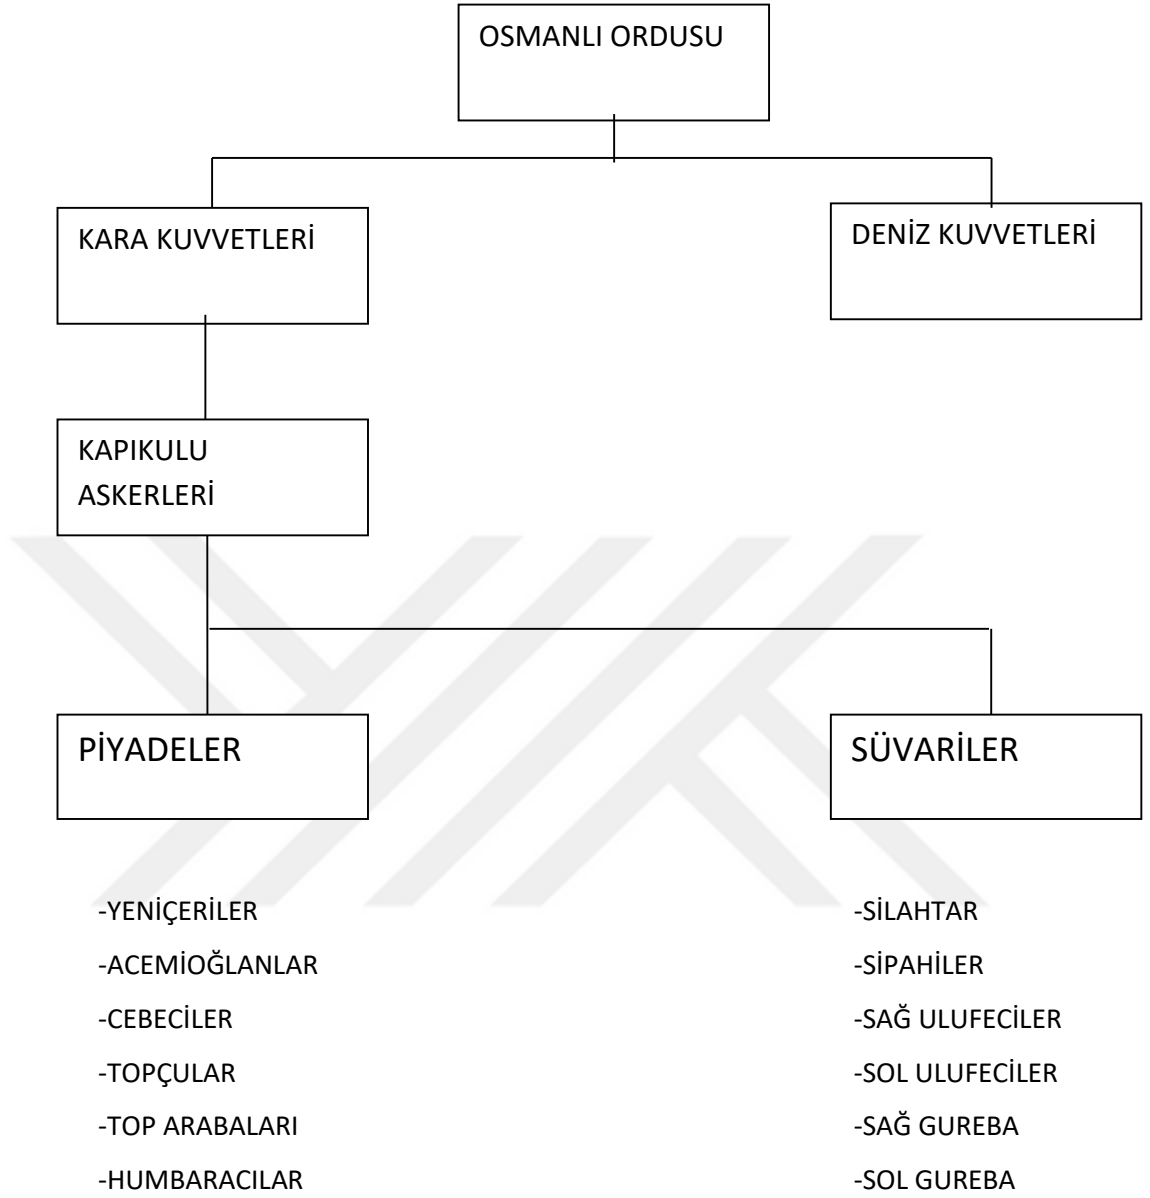 OSMANLI ORDUSU
KARA KUVVETLERİ
DENİZ KUVVETLERİ
KAPIKULU
ASKERLERİ
PİYADELER
SÜVARİLER
-YENİÇERİLER
-ACEMİOĞLANLAR
-CEBECİLER
-TOPÇULAR
-TOP ARABALARI
-HUMBARACILAR
-SİLAHTAR
-SİPAHİLER
-SAĞ ULUFECİLER
-SOL ULUFECİLER
-SAĞ GUREBA
-SOL GUREBA